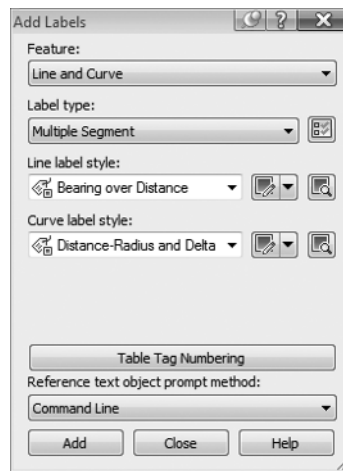 Add Labels
Feature:
Line and Curve
Label type:
Multiple Segment
Line label style:
Bearing over Distance
Curve label style:
Distance-Radius and Delta
Table Tag Numbering
Reference text object prompt method:
Command Line
Add Close Help